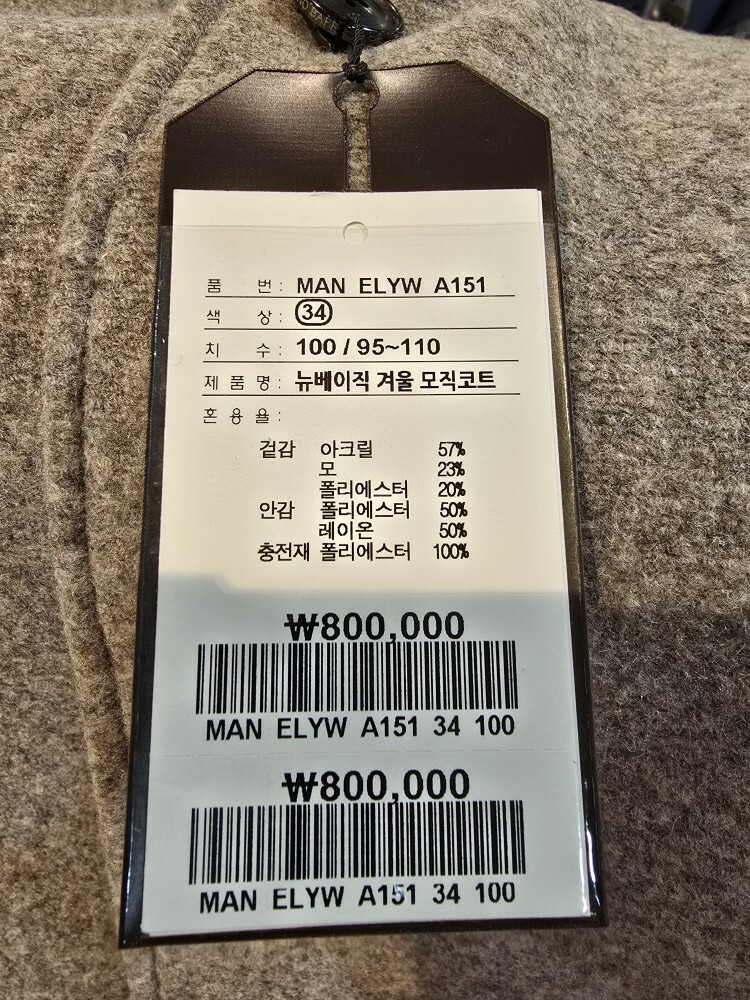 품 번 : MAN ELYW A151
색 상 : 34
치 수 : 100 / 95~110
제 품 명 : 뉴베이직 겨울 모직코트
혼 용 율 :
겉감 아크릴 57%
모 23%
폴리에스터 20%
안감 폴리에스터 50%
레이온 50%
충전재 폴리에스터 100%
₩800,000
MAN ELYW A151 34 100
₩800,000
MAN ELYW A151 34 100